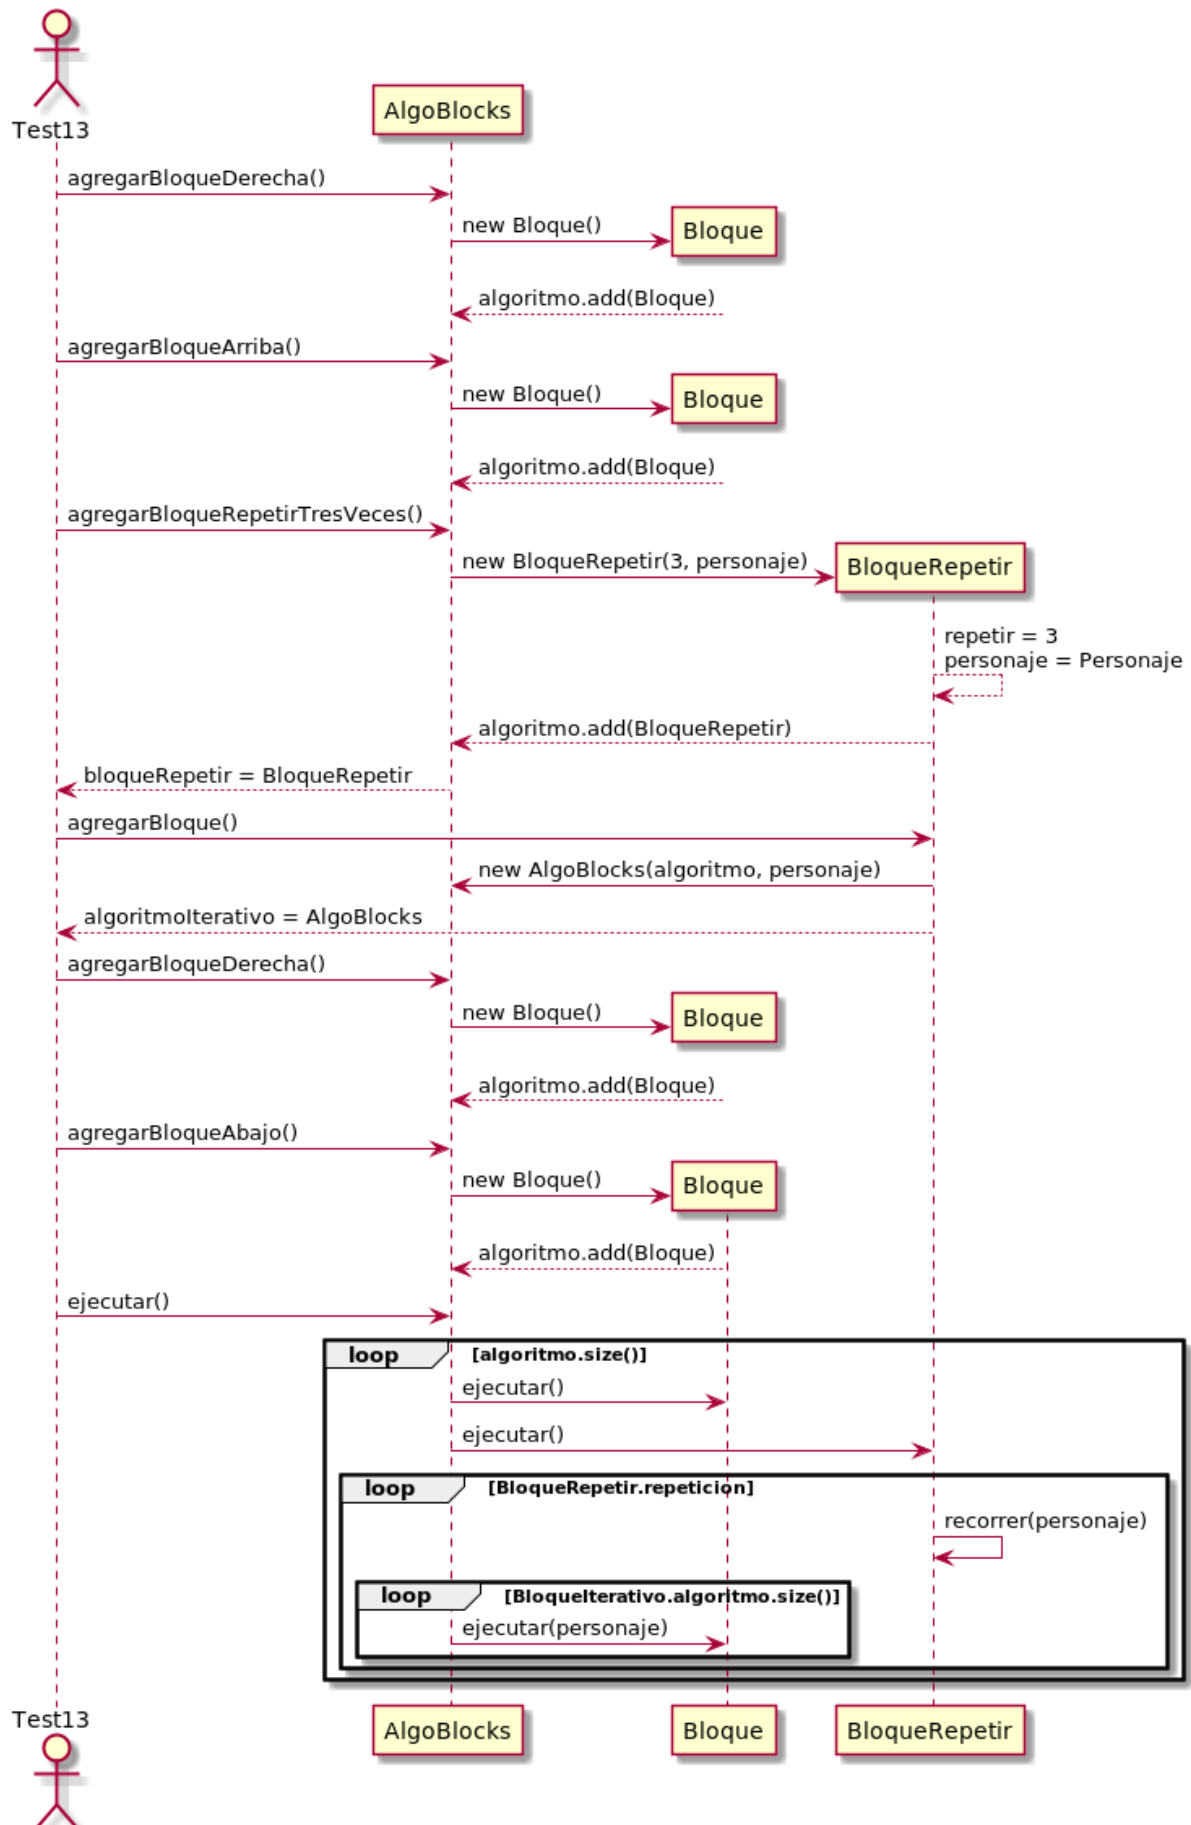 Test13
AlgoBlocks
agregarBloqueDerecha()
new Bloque()
Bloque
algoritmo.add(Bloque)
agregarBloqueArriba()
new Bloque()
Bloque
algoritmo.add(Bloque)
agregarBloqueRepetirTresVeces()
new BloqueRepetir(3, personaje)
BloqueRepetir
repetir = 3
personaje = Personaje
algoritmo.add(BloqueRepetir)
bloqueRepetir = BloqueRepetir
agregarBloque()
new AlgoBlocks(algoritmo, personaje)
algoritmoIterativo = AlgoBlocks
agregarBloqueDerecha()
new Bloque()
Bloque
algoritmo.add(Bloque)
agregarBloqueAbajo()
new Bloque()
Bloque
algoritmo.add(Bloque)
ejecutar()
loop [algoritmo.size()]
ejecutar()
ejecutar()
loop [BloqueRepetir.repeticion]
recorrer(personaje)
loop [BloqueIterativo.algoritmo.size()]
ejecutar(personaje)
Test13
AlgoBlocks
Bloque
BloqueRepetir